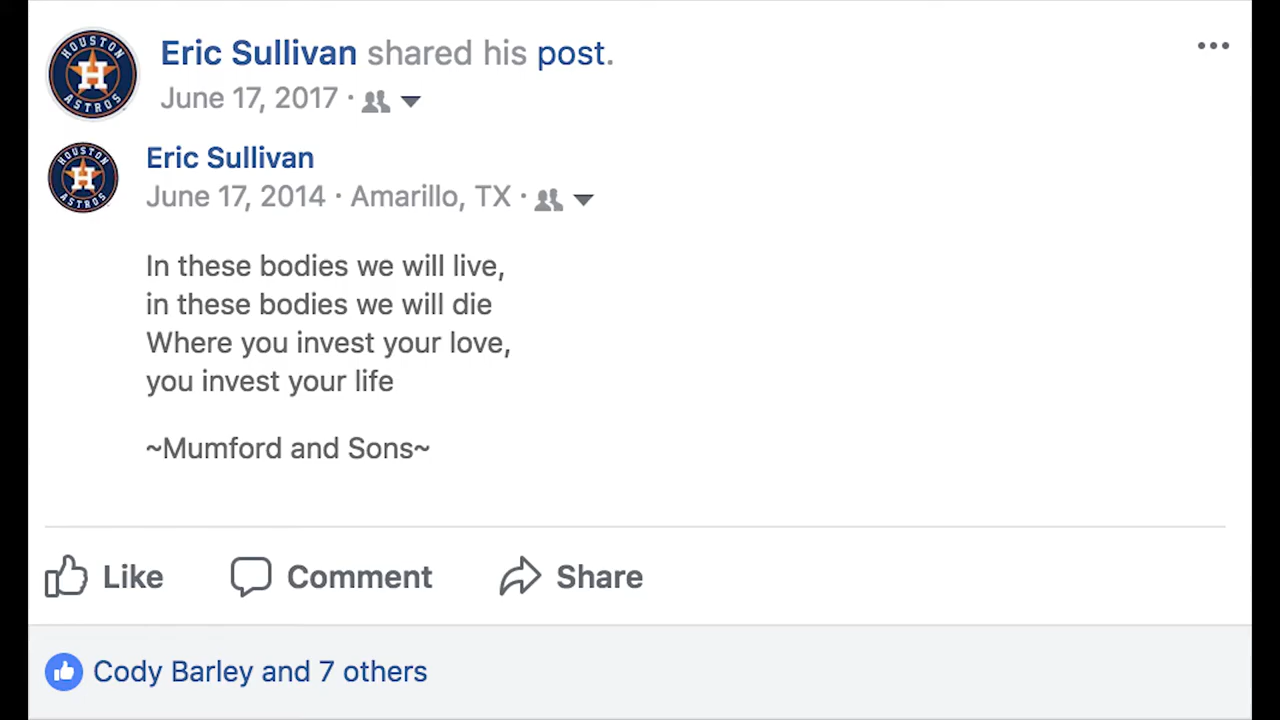 HOUSTON
H
ASTROS
Eric Sullivan shared his post.
June 17, 2017 ·
HOUSTON
H
ASTROS
Eric Sullivan
June 17, 2014 · Amarillo, TX ·
In these bodies we will live,
in these bodies we will die
Where you invest your love,
you invest your life
~Mumford and Sons~
Like Comment Share
Cody Barley and 7 others